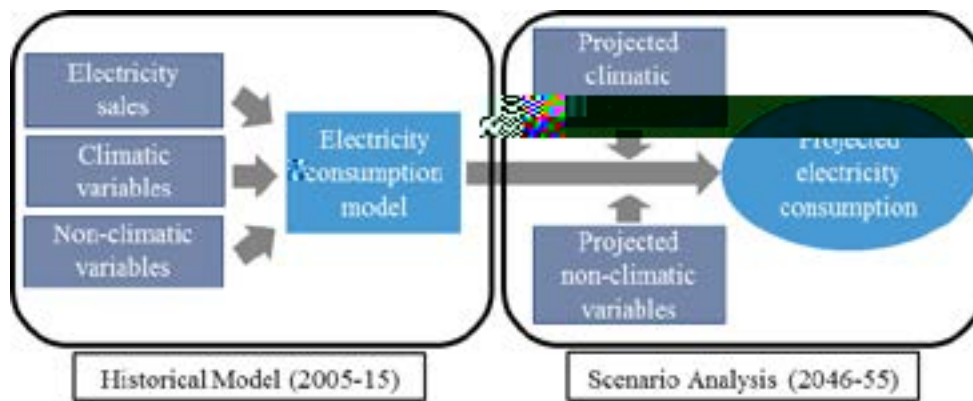 Electricity
sales
Climatic
variables
Non-climatic
variables
Electricity
consumption
model
Historical Model (2005-15)
Projected
climatic
Projected
non-climatic
variables
Projected
electricity
consumption
Scenario Analysis (2046-55)